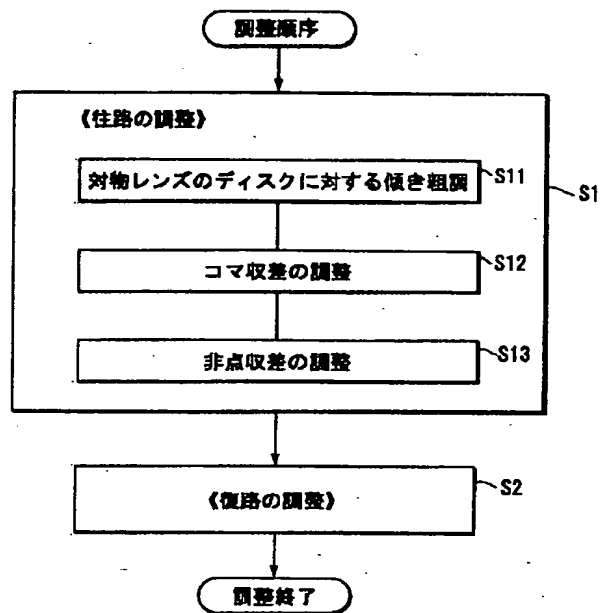 調整順序
《往路の調整》
対物レンズのディスクに対する傾き粗調
S11
S1
コマ収差の調整
S12
非点収差の調整
S13
《復路の調整》
S2
調整終了